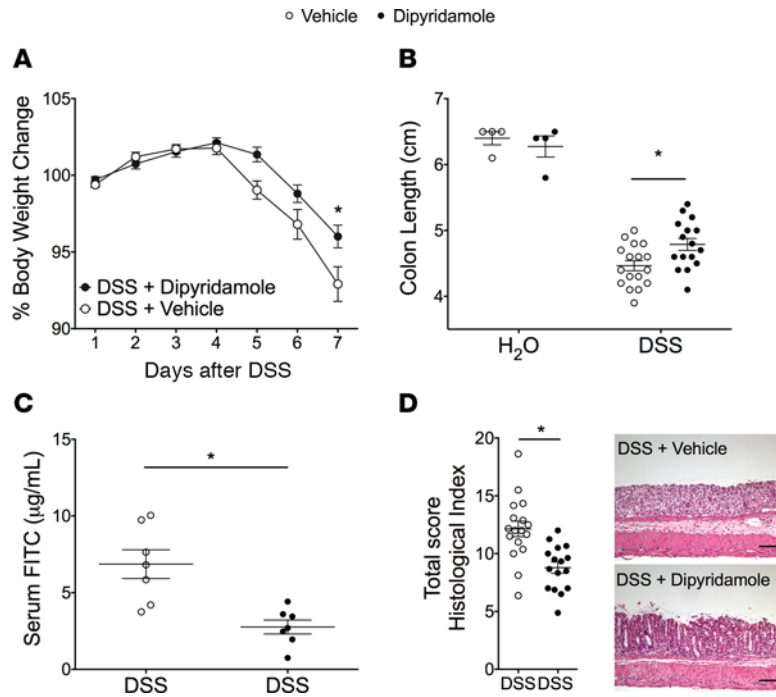 ○ Vehicle ● Dipyridamole
A
% Body Weight Change
105
100
95
90
*
DSS + Dipyridamole
DSS + Vehicle
1 2 3 4 5 6 7
Days after DSS
B
Colon Length (cm)
7
6
5
4
*
H₂O DSS
C
Serum FITC (μg/mL)
15
10
5
0
*
DSS DSS
D
Total score
Histological Index
20
15
10
5
0
*
DSS DSS
DSS + Vehicle
DSS + Dipyridamole